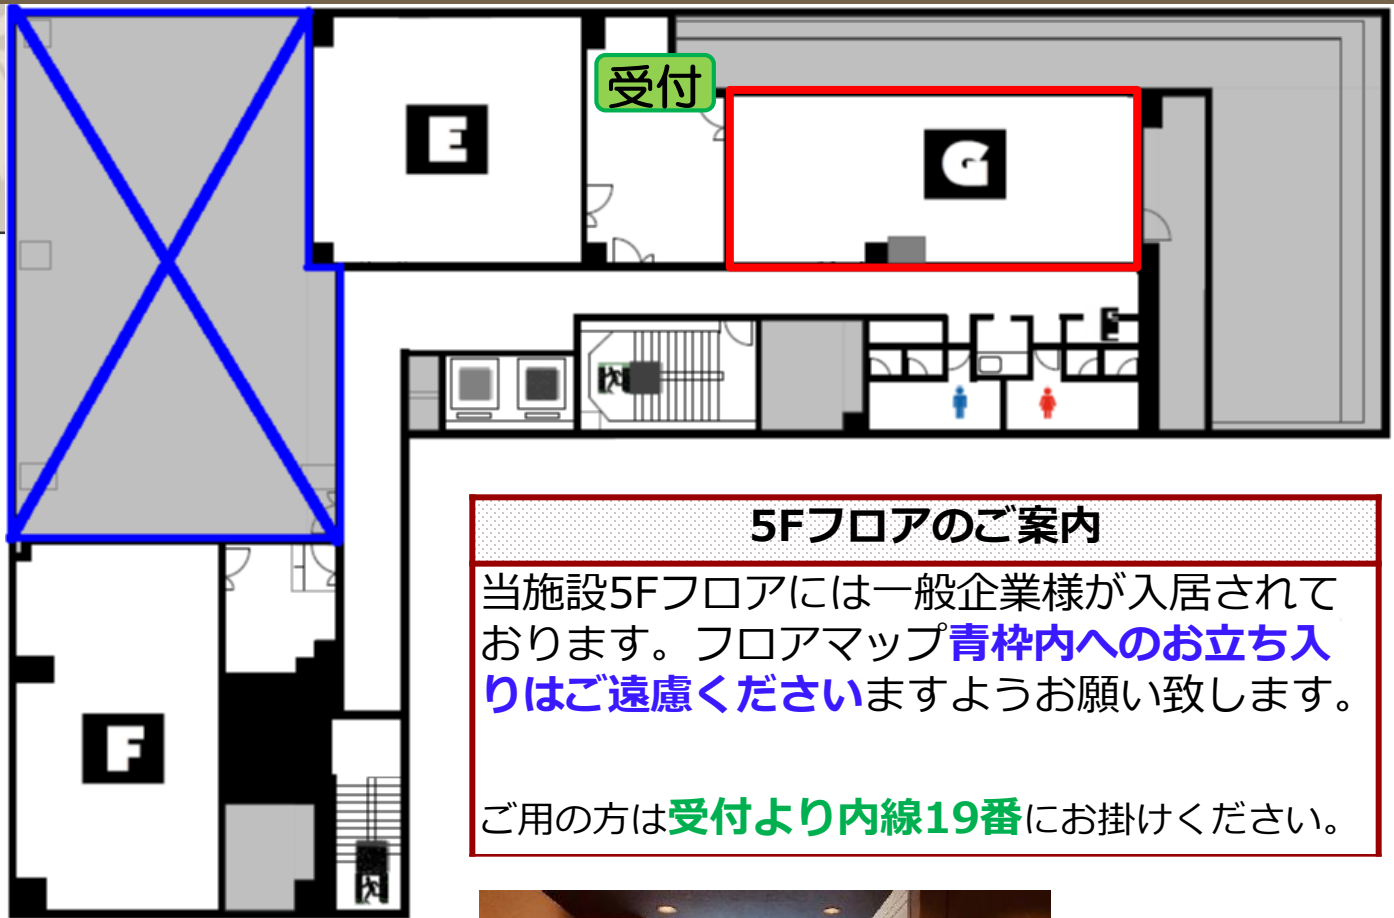 受付
E
G
F
5Fフロアのご案内
当施設5Fフロアには一般企業様が入居されて
おります。フロアマップ青枠内へのお立ち入
りはご遠慮くださいますようお願い致します。
ご用の方は受付より内線19番にお掛けください。